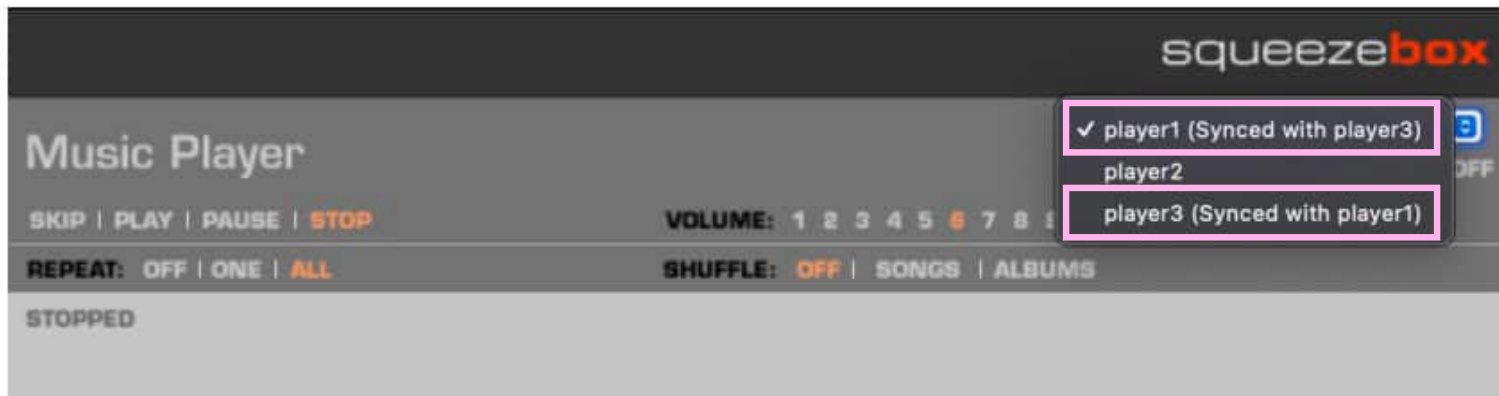 squeezebox
Music Player
✓ player1 (Synced with player3)
player2
player3 (Synced with player1)
OFF
SKIP | PLAY | PAUSE | STOP
VOLUME: 1 2 3 4 5 6 7 8
REPEAT: OFF | ONE | ALL
SHUFFLE: OFF | SONGS | ALBUMS
STOPPED